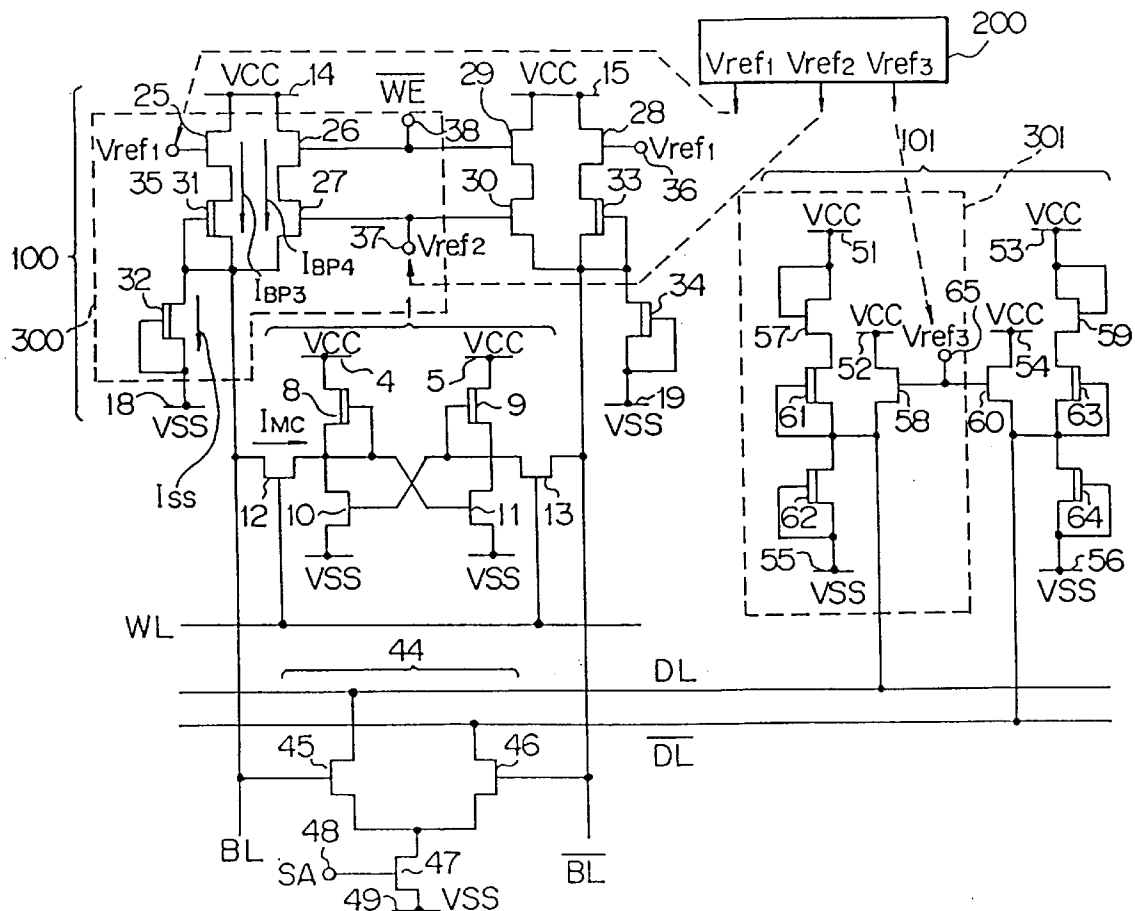 200
Vref1 Vref2 Vref3
VCC 14
WE
29 VCC 15
25 26 38 28
Vref1 Vref1
101 301
35 31 27 30 33 36
VCC VCC
51 53
37 Vref2
100 IBP4
32 IBP3 34 65
VCC Vref3 VCC
57 52 54 59
300
VCC VCC
4 5
18 8 9 19
VSS VSS
61 58 60 63
IMC
ISS 12 10 11 13
62 64
VSS VSS
55 56
VSS VSS
WL
44
DL
DL
45 46
BL 48 BL
SA 47
49 VSS